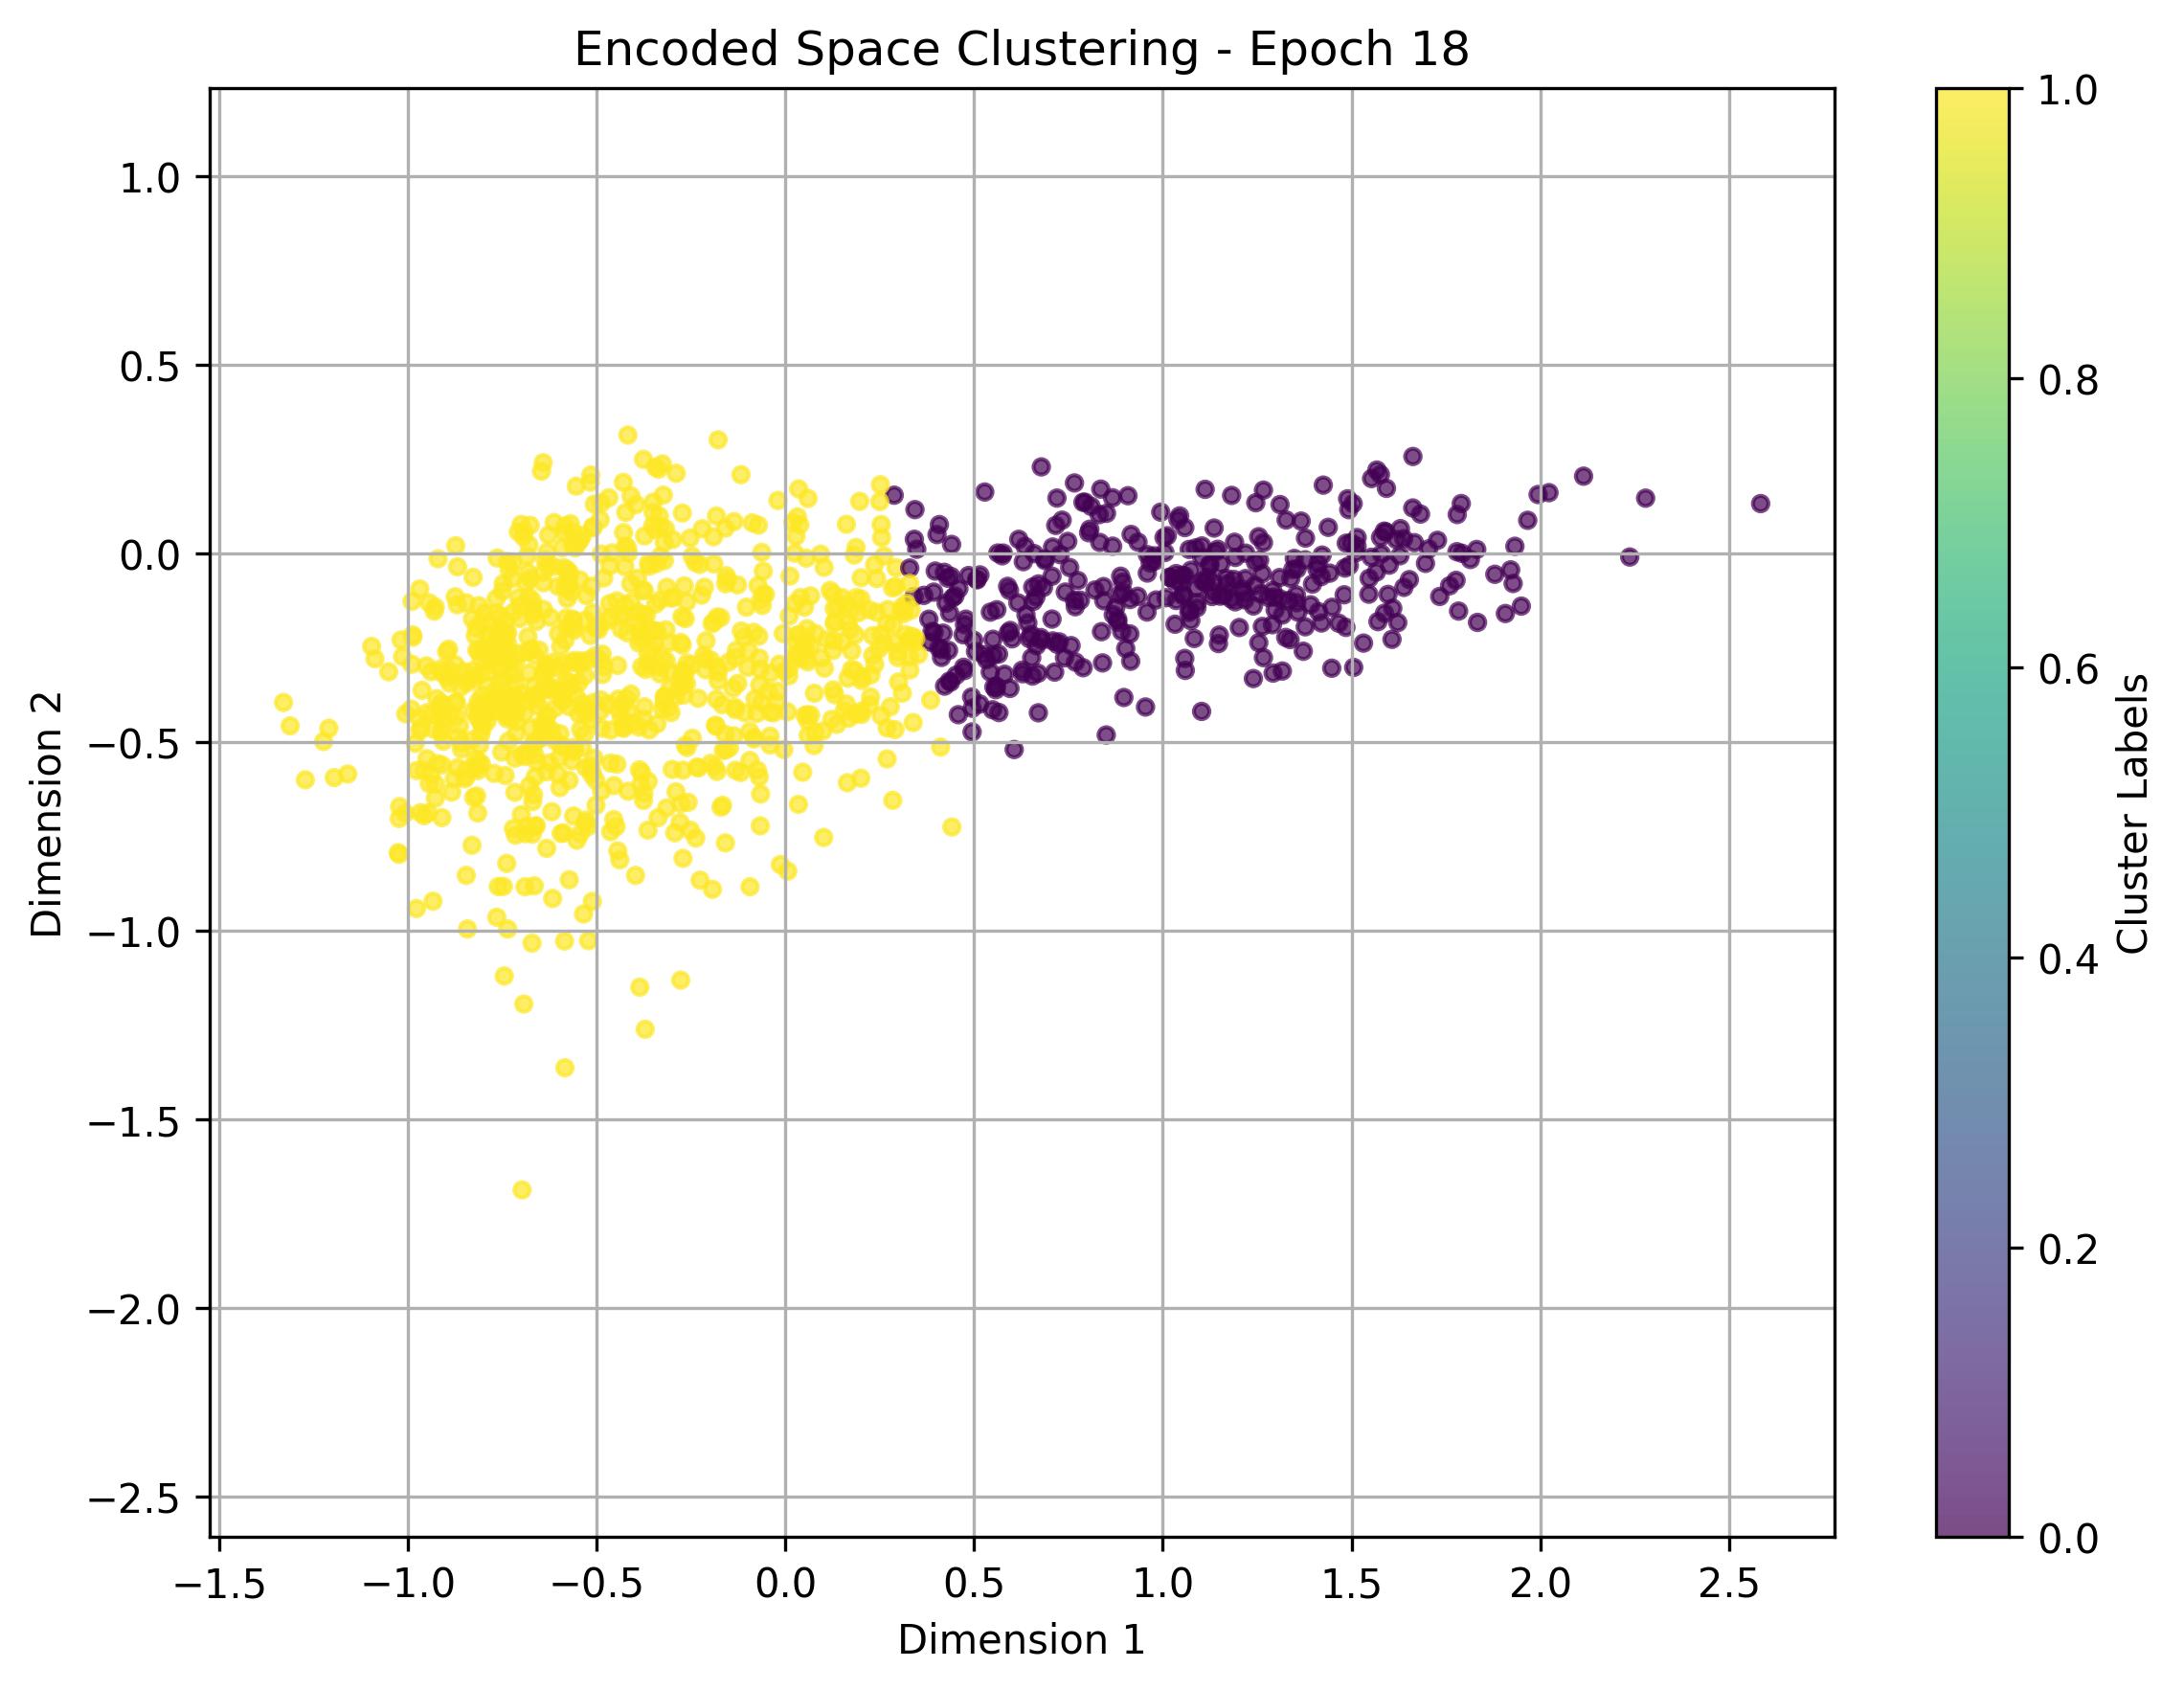 Encoded Space Clustering - Epoch 18
1.0
0.5
0.0
−0.5
−1.0
−1.5
−2.0
−2.5
Dimension 2
−1.5 −1.0 −0.5 0.0 0.5 1.0 1.5 2.0 2.5
Dimension 1
1.0
0.8
0.6
0.4
0.2
0.0
Cluster Labels